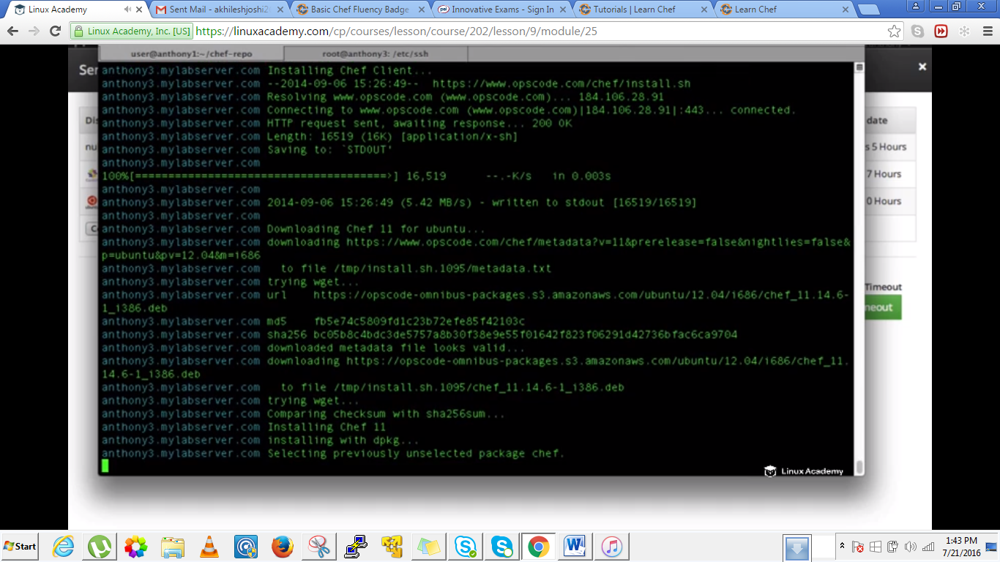 Linux Academy
Sent Mail - akhileshjoshi2
Basic Chef Fluency Badge
Innovative Exams - Sign In
Tutorials | Learn Chef
Learn Chef
Linux Academy, Inc. [US] https://linuxacademy.com/cp/courses/lesson/course/202/lesson/9/module/25
user@anthony1:~/chef-repo
root@anthony3: /etc/ssh
anthony3.mylabserver.com Installing Chef Client...
anthony3.mylabserver.com --2014-09-06 15:26:49-- https://www.opscode.com/chef/install.sh
anthony3.mylabserver.com Resolving www.opscode.com (www.opscode.com)... 184.106.28.91
anthony3.mylabserver.com Connecting to www.opscode.com (www.opscode.com)|184.106.28.91|:443... connected.
anthony3.mylabserver.com HTTP request sent, awaiting response... 200 OK
anthony3.mylabserver.com Length: 16519 (16K) [application/x-sh]
anthony3.mylabserver.com Saving to: `STDOUT'
anthony3.mylabserver.com
100%[======================================>] 16,519 --.-K/s in 0.003s
anthony3.mylabserver.com
anthony3.mylabserver.com 2014-09-06 15:26:49 (5.42 MB/s) - written to stdout [16519/16519]
anthony3.mylabserver.com
anthony3.mylabserver.com Downloading Chef 11 for ubuntu...
anthony3.mylabserver.com downloading https://www.opscode.com/chef/metadata?v=11&prerelease=false&nightlies=false&
p=ubuntu&pv=12.04&m=i686
anthony3.mylabserver.com to file /tmp/install.sh.1095/metadata.txt
anthony3.mylabserver.com trying wget...
anthony3.mylabserver.com url https://opscode-omnibus-packages.s3.amazonaws.com/ubuntu/12.04/i686/chef_11.14.6-
1_i386.deb
anthony3.mylabserver.com md5 fb5e74c5809fd1c23b72efe85f42103c
anthony3.mylabserver.com sha256 bc05b8c4bdc3de5757a8b30f38e9e55f01642f823f06291d42736bfac6ca9704
anthony3.mylabserver.com downloaded metadata file looks valid...
anthony3.mylabserver.com downloading https://opscode-omnibus-packages.s3.amazonaws.com/ubuntu/12.04/i686/chef_11.
14.6-1_i386.deb
anthony3.mylabserver.com to file /tmp/install.sh.1095/chef_11.14.6-1_i386.deb
anthony3.mylabserver.com trying wget...
anthony3.mylabserver.com Comparing checksum with sha256sum...
anthony3.mylabserver.com Installing Chef 11
anthony3.mylabserver.com installing with dpkg...
anthony3.mylabserver.com Selecting previously unselected package chef.
Linux Academy
Ser
Dis
nu
date
s 5 Hours
7 Hours
0 Hours
Timeout
neout
Start
1:43 PM
7/21/2016